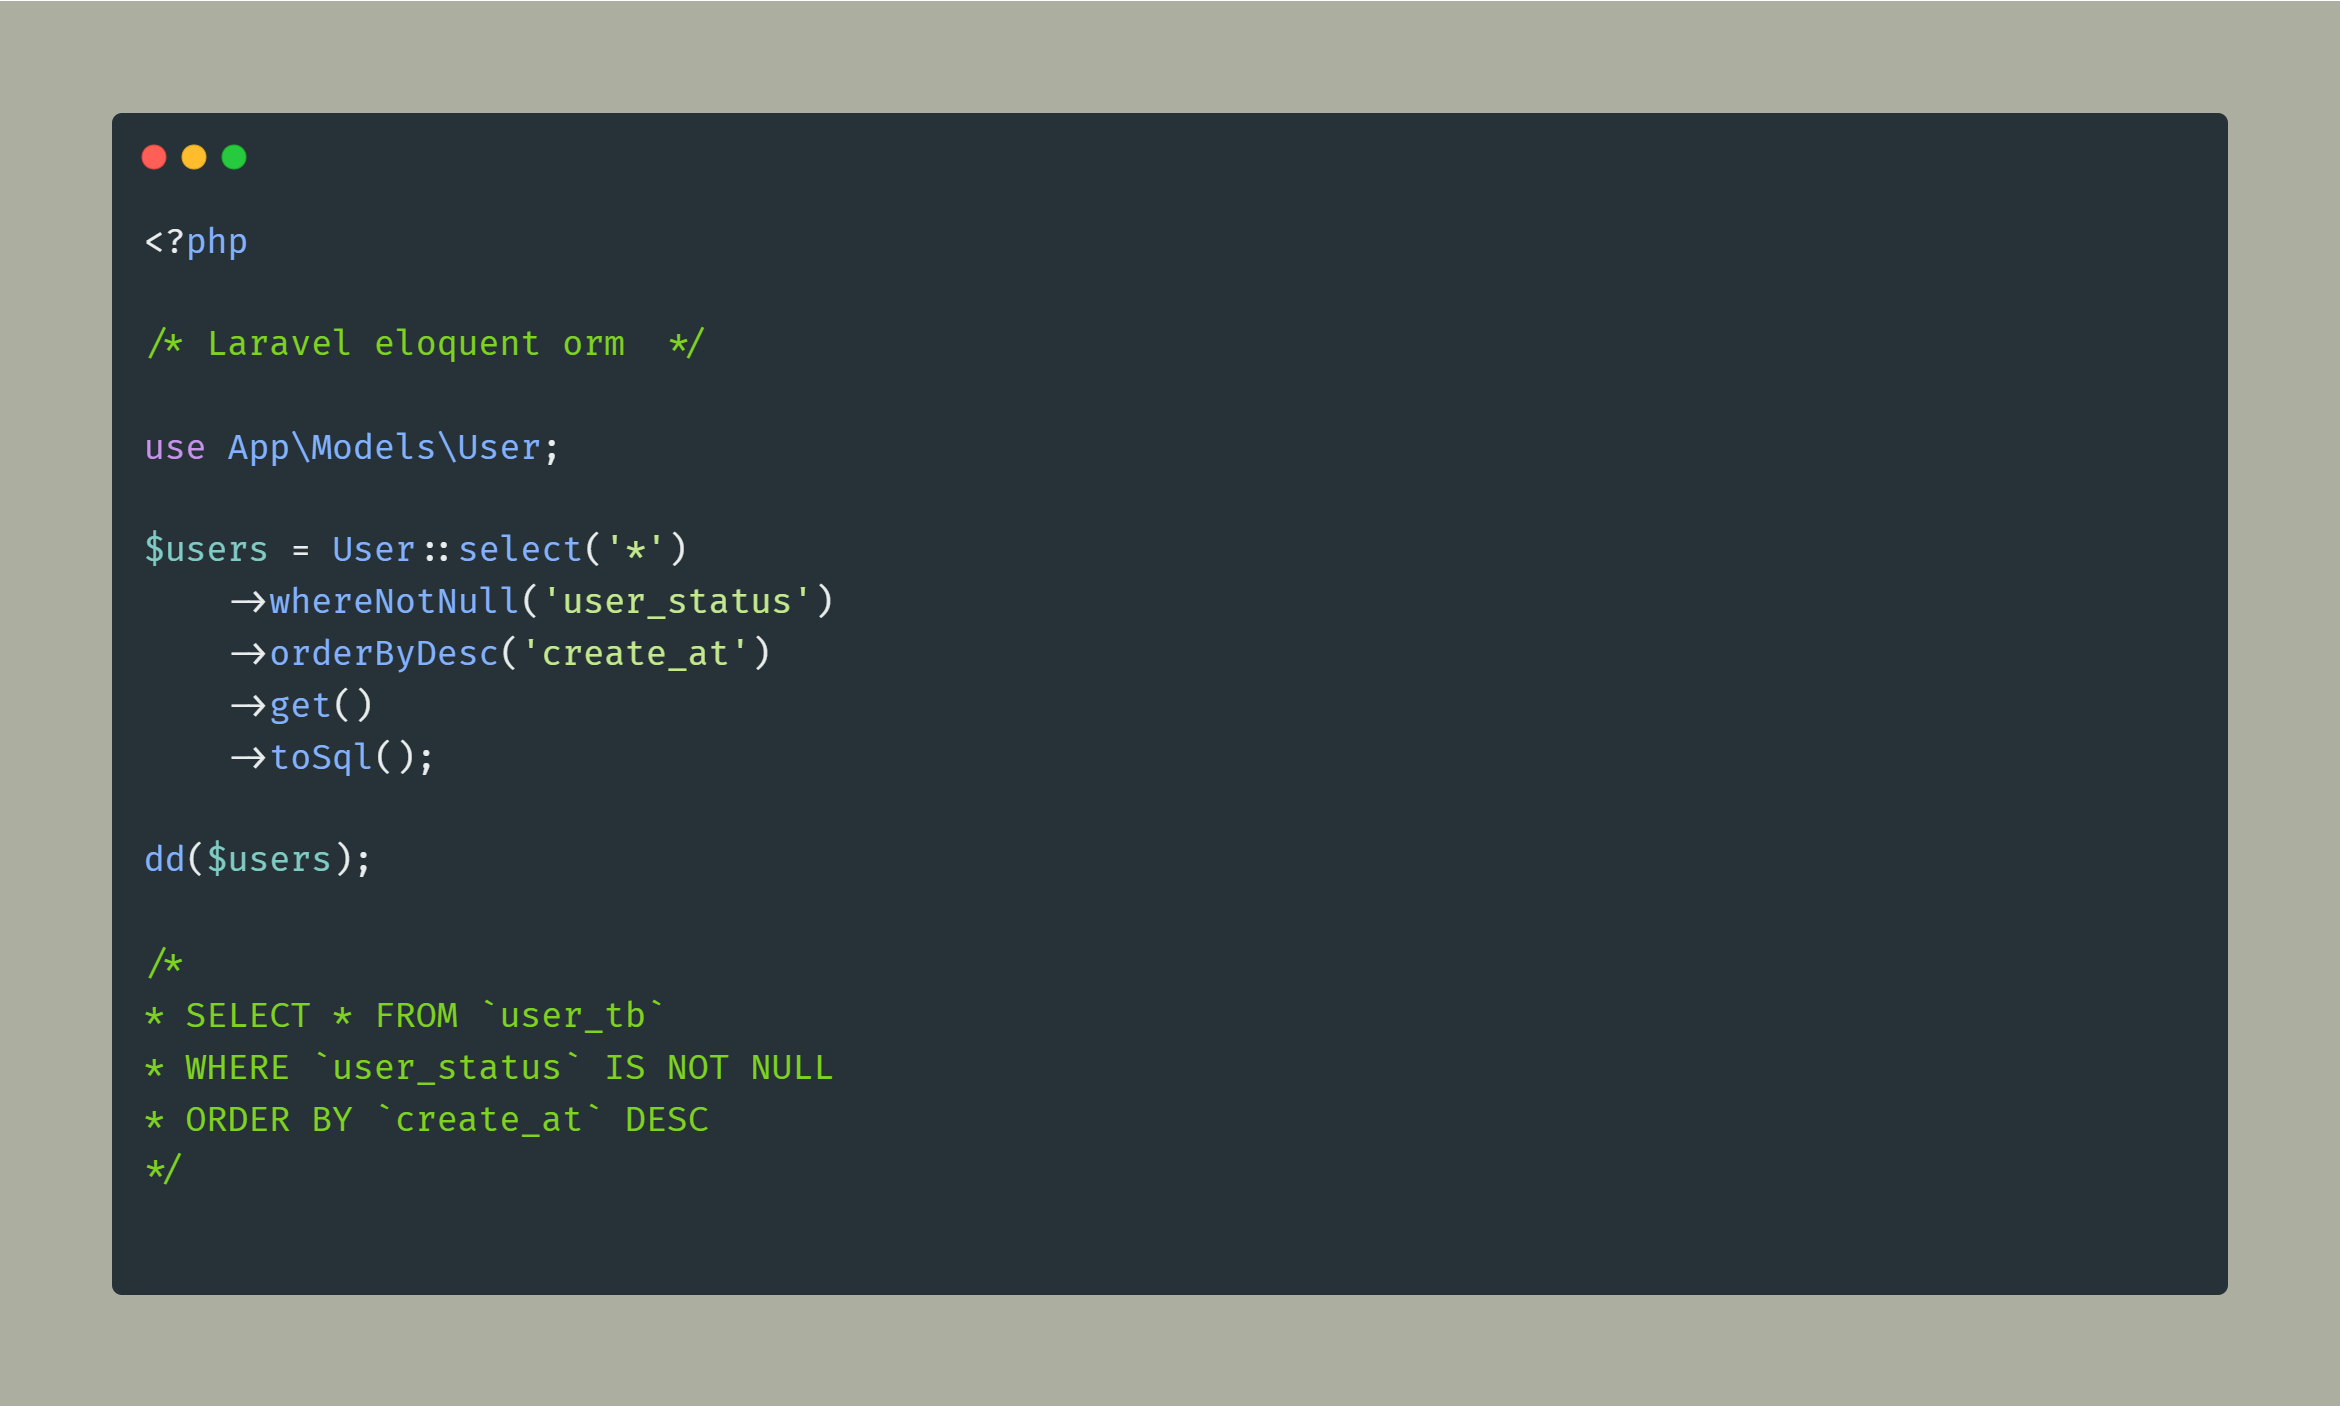 <?php
/* Laravel eloquent orm  */
use App\Models\User;
$users = User::select('*')
    ->whereNotNull('user_status')
    ->orderByDesc('create_at')
    ->get()
    ->toSql();
dd($users);
/*
* SELECT * FROM `user_tb`
* WHERE `user_status` IS NOT NULL
* ORDER BY `create_at` DESC
*/